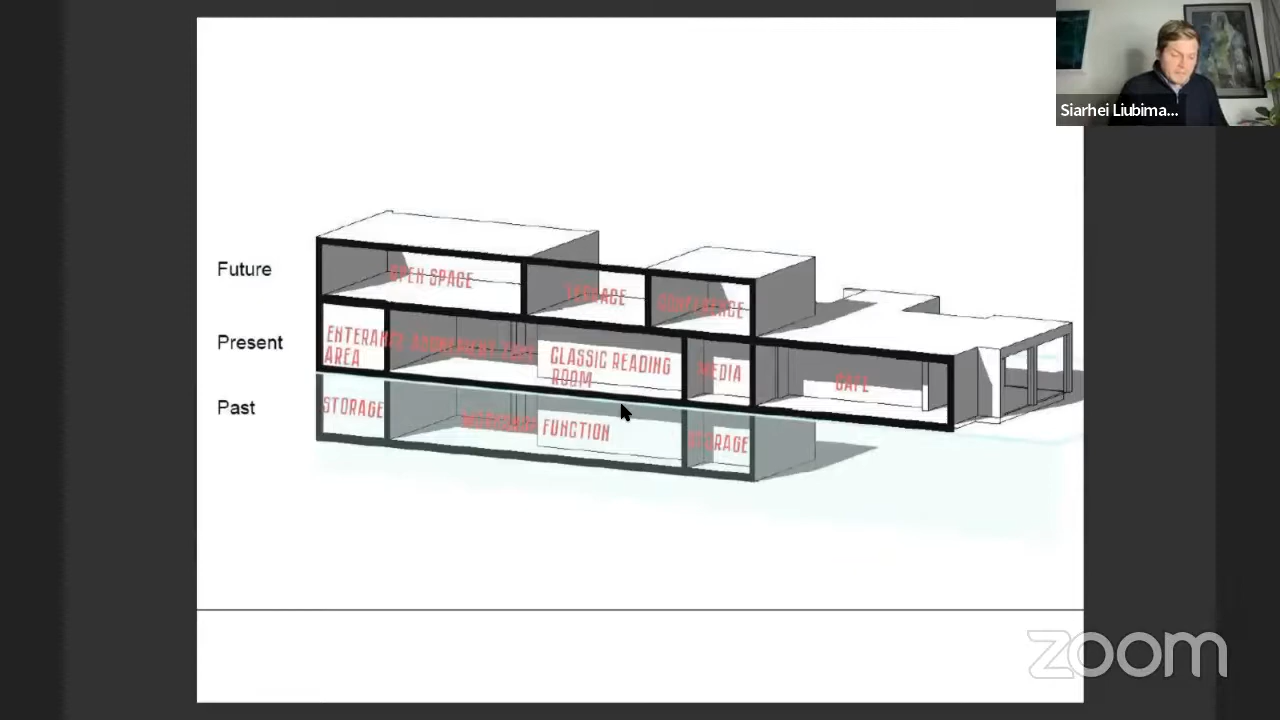 Siarhei Liubima...
Future
OPEN SPACE
TERRACE
CONFERENCE
Present
ENTERANCE
AREA
CLASSIC READING
ROOM
MEDIA
CAFE
Past
STORAGE
FUNCTION
STORAGE
zoom